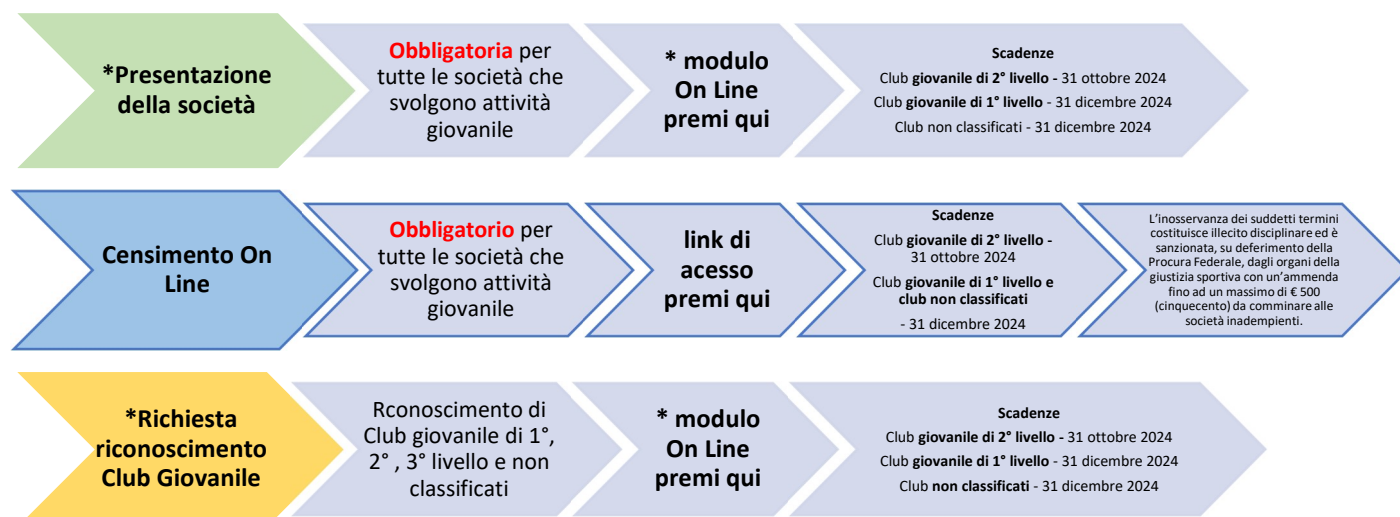 *Presentazione
della società
Obbligatoria per
tutte le società che
svolgono attività
giovanile
* modulo
On Line
premi qui
Scadenze
Club giovanile di 2° livello - 31 ottobre 2024
Club giovanile di 1° livello - 31 dicembre 2024
Club non classificati - 31 dicembre 2024
Censimento On
Line
Obbligatorio per
tutte le società che
svolgono attività
giovanile
link di
acesso
premi qui
Scadenze
Club giovanile di 2° livello -
31 ottobre 2024
Club giovanile di 1° livello e
club non classificati
- 31 dicembre 2024
L'inosservanza dei suddetti termini
costituisce illecito disciplinare ed è
sanzionata, su deferimento della
Procura Federale, dagli organi della
giustizia sportiva con un'ammenda
fino ad un massimo di € 500
(cinquecento) da comminare alle
società inadempienti.
*Richiesta
riconoscimento
Club Giovanile
Rconoscimento di
Club giovanile di 1°,
2° , 3° livello e non
classificati
* modulo
On Line
premi qui
Scadenze
Club giovanile di 2° livello - 31 ottobre 2024
Club giovanile di 1° livello - 31 dicembre 2024
Club non classificati - 31 dicembre 2024